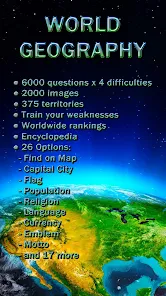 WORLD
GEOGRAPHY
• 6000 questions x 4 difficulties
• 2000 Images
• 375 territories
• Train your weaknesses
• Worldwide rankings
• Encyclopedia
• 26 Options:
- Find on Map
- Capital City
- Flag
- Population
- Religion
- Language
- Currency
- Emblem
- Motto
- and 17 more